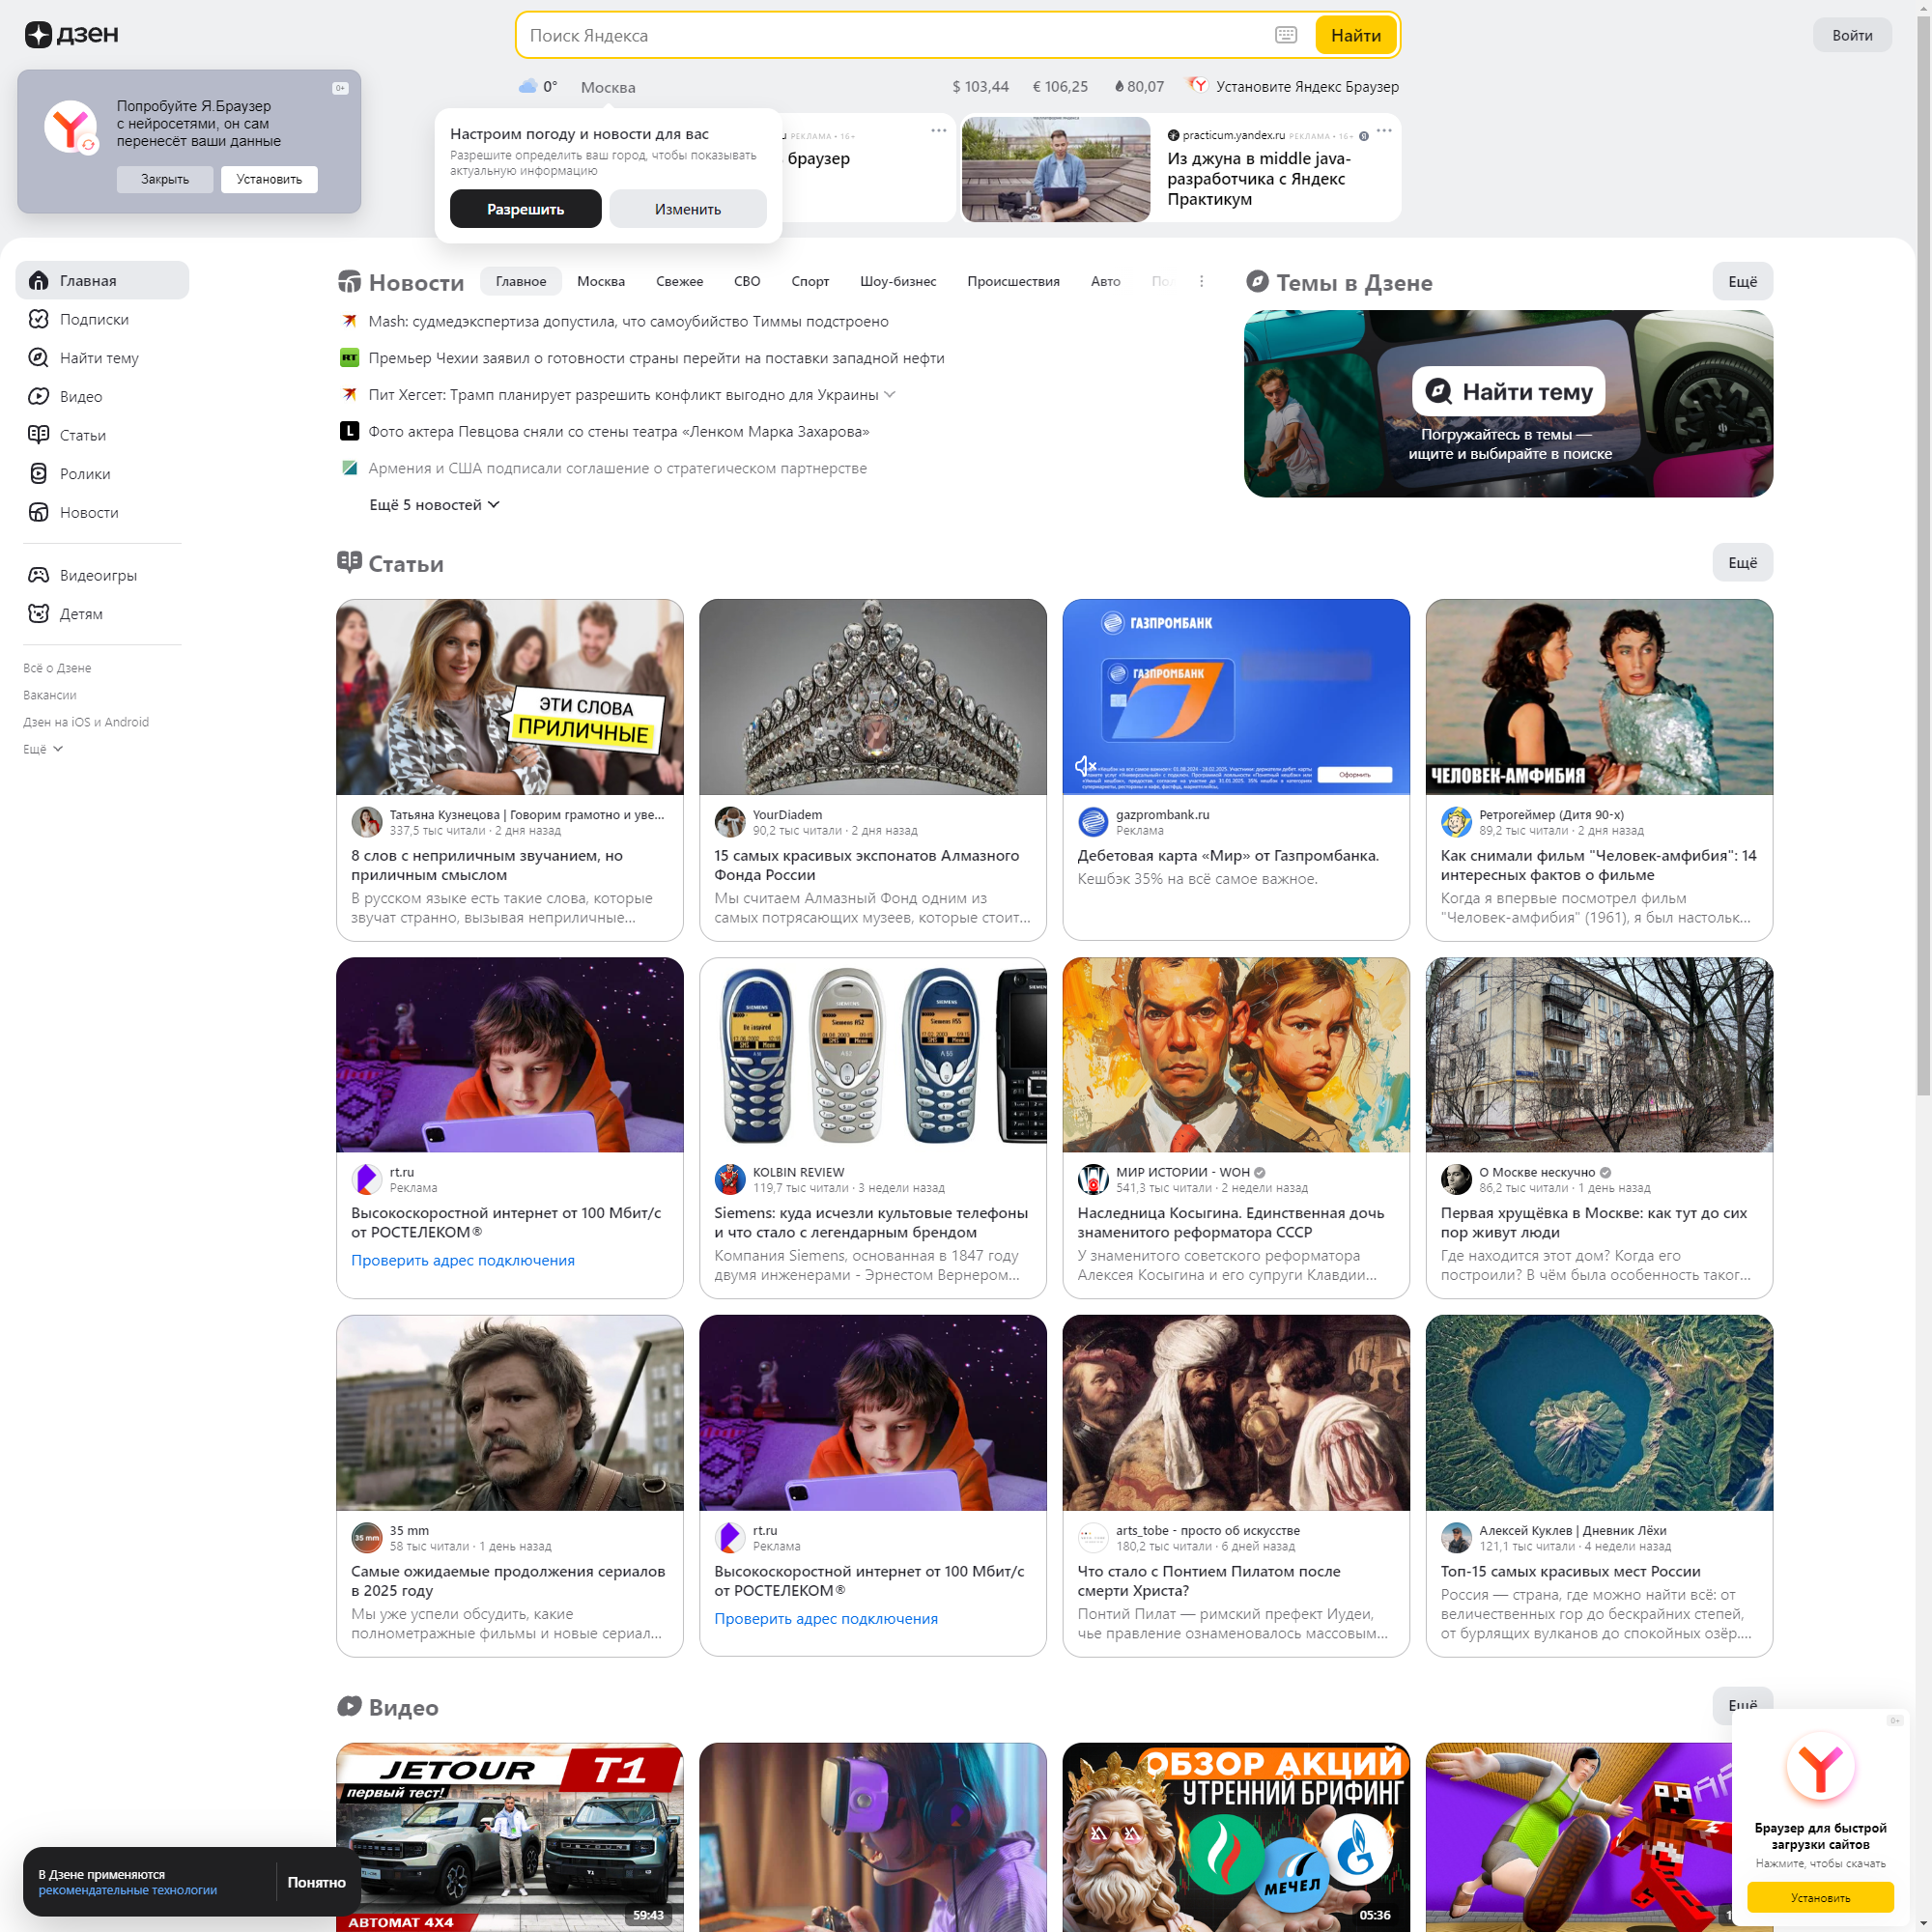 дзен
Поиск Яндекса
Найти
Войти
0+
Попробуйте Я.Браузер
с нейросетями, он сам
перенесёт ваши данные
Закрыть
Установить
0°
Москва
$ 103,44
€ 106,25
80,07
Установите Яндекс Браузер
Настроим погоду и новости для вас
Разрешите определить ваш город, чтобы показывать
актуальную информацию
Разрешить
Изменить
РЕКЛАМА • 16+
браузер
practicum.yandex.ru РЕКЛАМА • 16+
Из джуна в middle java-
разработчика с Яндекс
Практикум
Главная
Подписки
Найти тему
Видео
Статьи
Ролики
Новости
Видеоигры
Детям
Всё о Дзене
Вакансии
Дзен на iOS и Android
Ещё
Новости
Главное
Москва
Свежее
СВО
Спорт
Шоу-бизнес
Происшествия
Авто
Mash: судмедэкспертиза допустила, что самоубийство Тиммы подстроено
RT
Премьер Чехии заявил о готовности страны перейти на поставки западной нефти
Пит Хегсет: Трамп планирует разрешить конфликт выгодно для Украины
L
Фото актера Певцова сняли со стены театра «Ленком Марка Захарова»
Армения и США подписали соглашение о стратегическом партнерстве
Ещё 5 новостей
Темы в Дзене
Ещё
Найти тему
Погружайтесь в темы —
ищите и выбирайте в поиске
Статьи
Ещё
ЭТИ СЛОВА
ПРИЛИЧНЫЕ
Татьяна Кузнецова | Говорим грамотно и уве...
337,5 тыс читали · 2 дня назад
8 слов с неприличным звучанием, но
приличным смыслом
В русском языке есть такие слова, которые
звучат странно, вызывая неприличные...
YourDiadem
90,2 тыс читали · 2 дня назад
15 самых красивых экспонатов Алмазного
Фонда России
Мы считаем Алмазный Фонд одним из
самых потрясающих музеев, которые стоит...
ГАЗПРОМБАНК
ГАЗПРОМБАНК
Оформить
gazprombank.ru
Реклама
Дебетовая карта «Мир» от Газпромбанка.
Кешбэк 35% на всё самое важное.
ЧЕЛОВЕК-АМФИБИЯ
Ретрогеймер (Дитя 90-х)
89,2 тыс читали · 2 дня назад
Как снимали фильм "Человек-амфибия": 14
интересных фактов о фильме
Когда я впервые посмотрел фильм
"Человек-амфибия" (1961), я был настольк...
rt.ru
Реклама
Высокоскоростной интернет от 100 Мбит/с
от РОСТЕЛЕКОМ®
Проверить адрес подключения
KOLBIN REVIEW
119,7 тыс читали · 3 недели назад
Siemens: куда исчезли культовые телефоны
и что стало с легендарным брендом
Компания Siemens, основанная в 1847 году
двумя инженерами - Эрнестом Вернером...
МИР ИСТОРИИ - WOH
541,3 тыс читали · 2 недели назад
Наследница Косыгина. Единственная дочь
знаменитого реформатора СССР
У знаменитого советского реформатора
Алексея Косыгина и его супруги Клавдии...
О Москве нескучно
86,2 тыс читали · 1 день назад
Первая хрущёвка в Москве: как тут до сих
пор живут люди
Где находится этот дом? Когда его
построили? В чём была особенность таког...
35 mm
35 mm
58 тыс читали · 1 день назад
Самые ожидаемые продолжения сериалов
в 2025 году
Мы уже успели обсудить, какие
полнометражные фильмы и новые сериал...
rt.ru
Реклама
Высокоскоростной интернет от 100 Мбит/с
от РОСТЕЛЕКОМ®
Проверить адрес подключения
arts_tobe - просто об искусстве
180,2 тыс читали · 6 дней назад
Что стало с Понтием Пилатом после
смерти Христа?
Понтий Пилат — римский префект Иудеи,
чье правление ознаменовалось массовым...
Алексей Куклев | Дневник Лёхи
121,1 тыс читали · 4 недели назад
Топ-15 самых красивых мест России
Россия — страна, где можно найти всё: от
величественных гор до бескрайних степей,
от бурлящих вулканов до спокойных озёр....
Видео
Ещё
JETOUR T1
первый тест!
АВТОМАТ 4X4
59:43
ОБЗОР АКЦИЙ
УТРЕННИЙ БРИФИНГ
МЕЧЕЛ
05:36
В Дзене применяются
рекомендательные технологии
Понятно
0+
Браузер для быстрой
загрузки сайтов
Нажмите, чтобы скачать
Установить